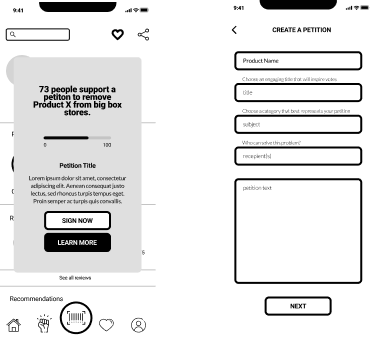 9:41
73 people support a
petiton to remove
Product X from big box
stores.
0 100
Petition Title
Lorem ipsum dolor sit amet, consectetur
adipiscing elit. Aenean consequat justo
lectus, sed rhoncus turpis tempus eget.
Proin semper ac turpis quis convallis.
SIGN NOW
LEARN MORE
See all reviews
Recommendations
9:41
CREATE A PETITION
Product Name
Choose an engaging title that will inspire votes
title
Choose a category that best represents your petition
subject
Who can solve this problem?
recepient(s)
petition text
NEXT